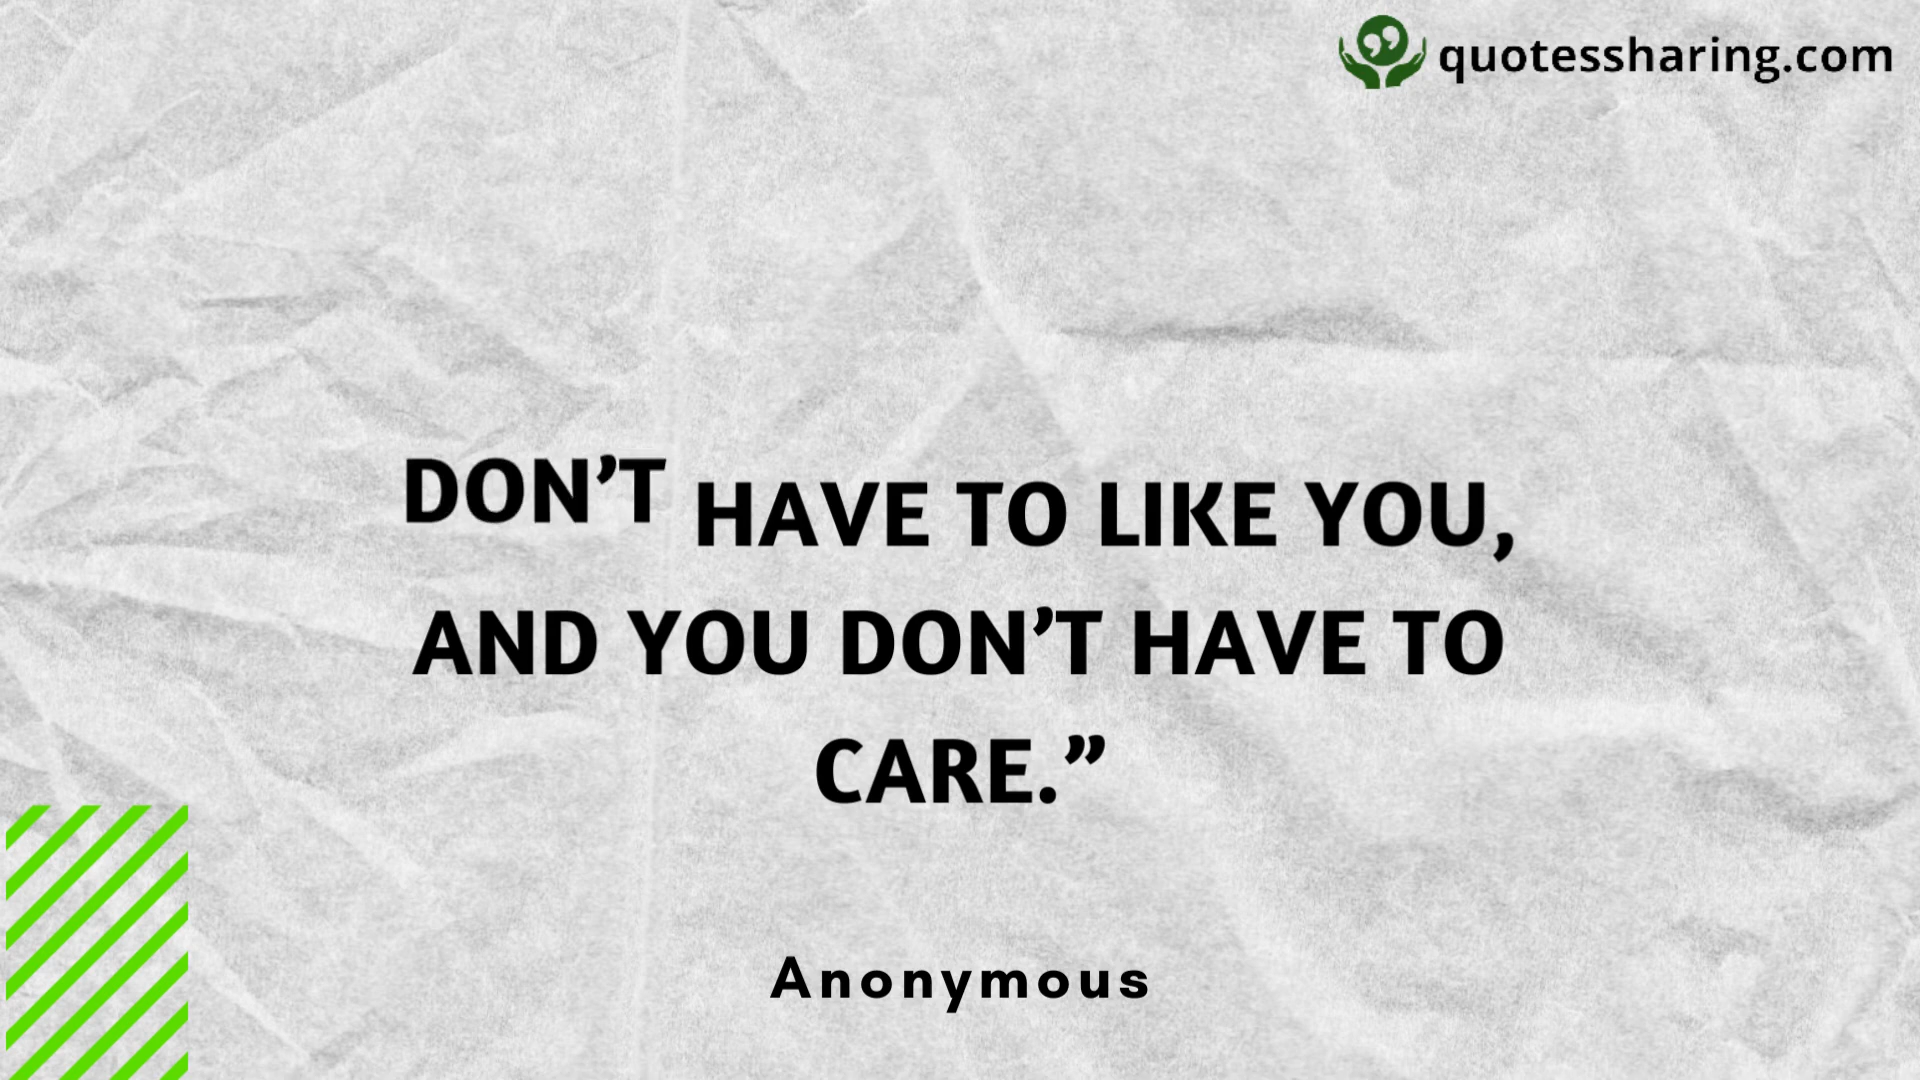 quotessharing.com
DON’T HAVE TO LIKE YOU,
AND YOU DON’T HAVE TO
CARE.”
Anonymous